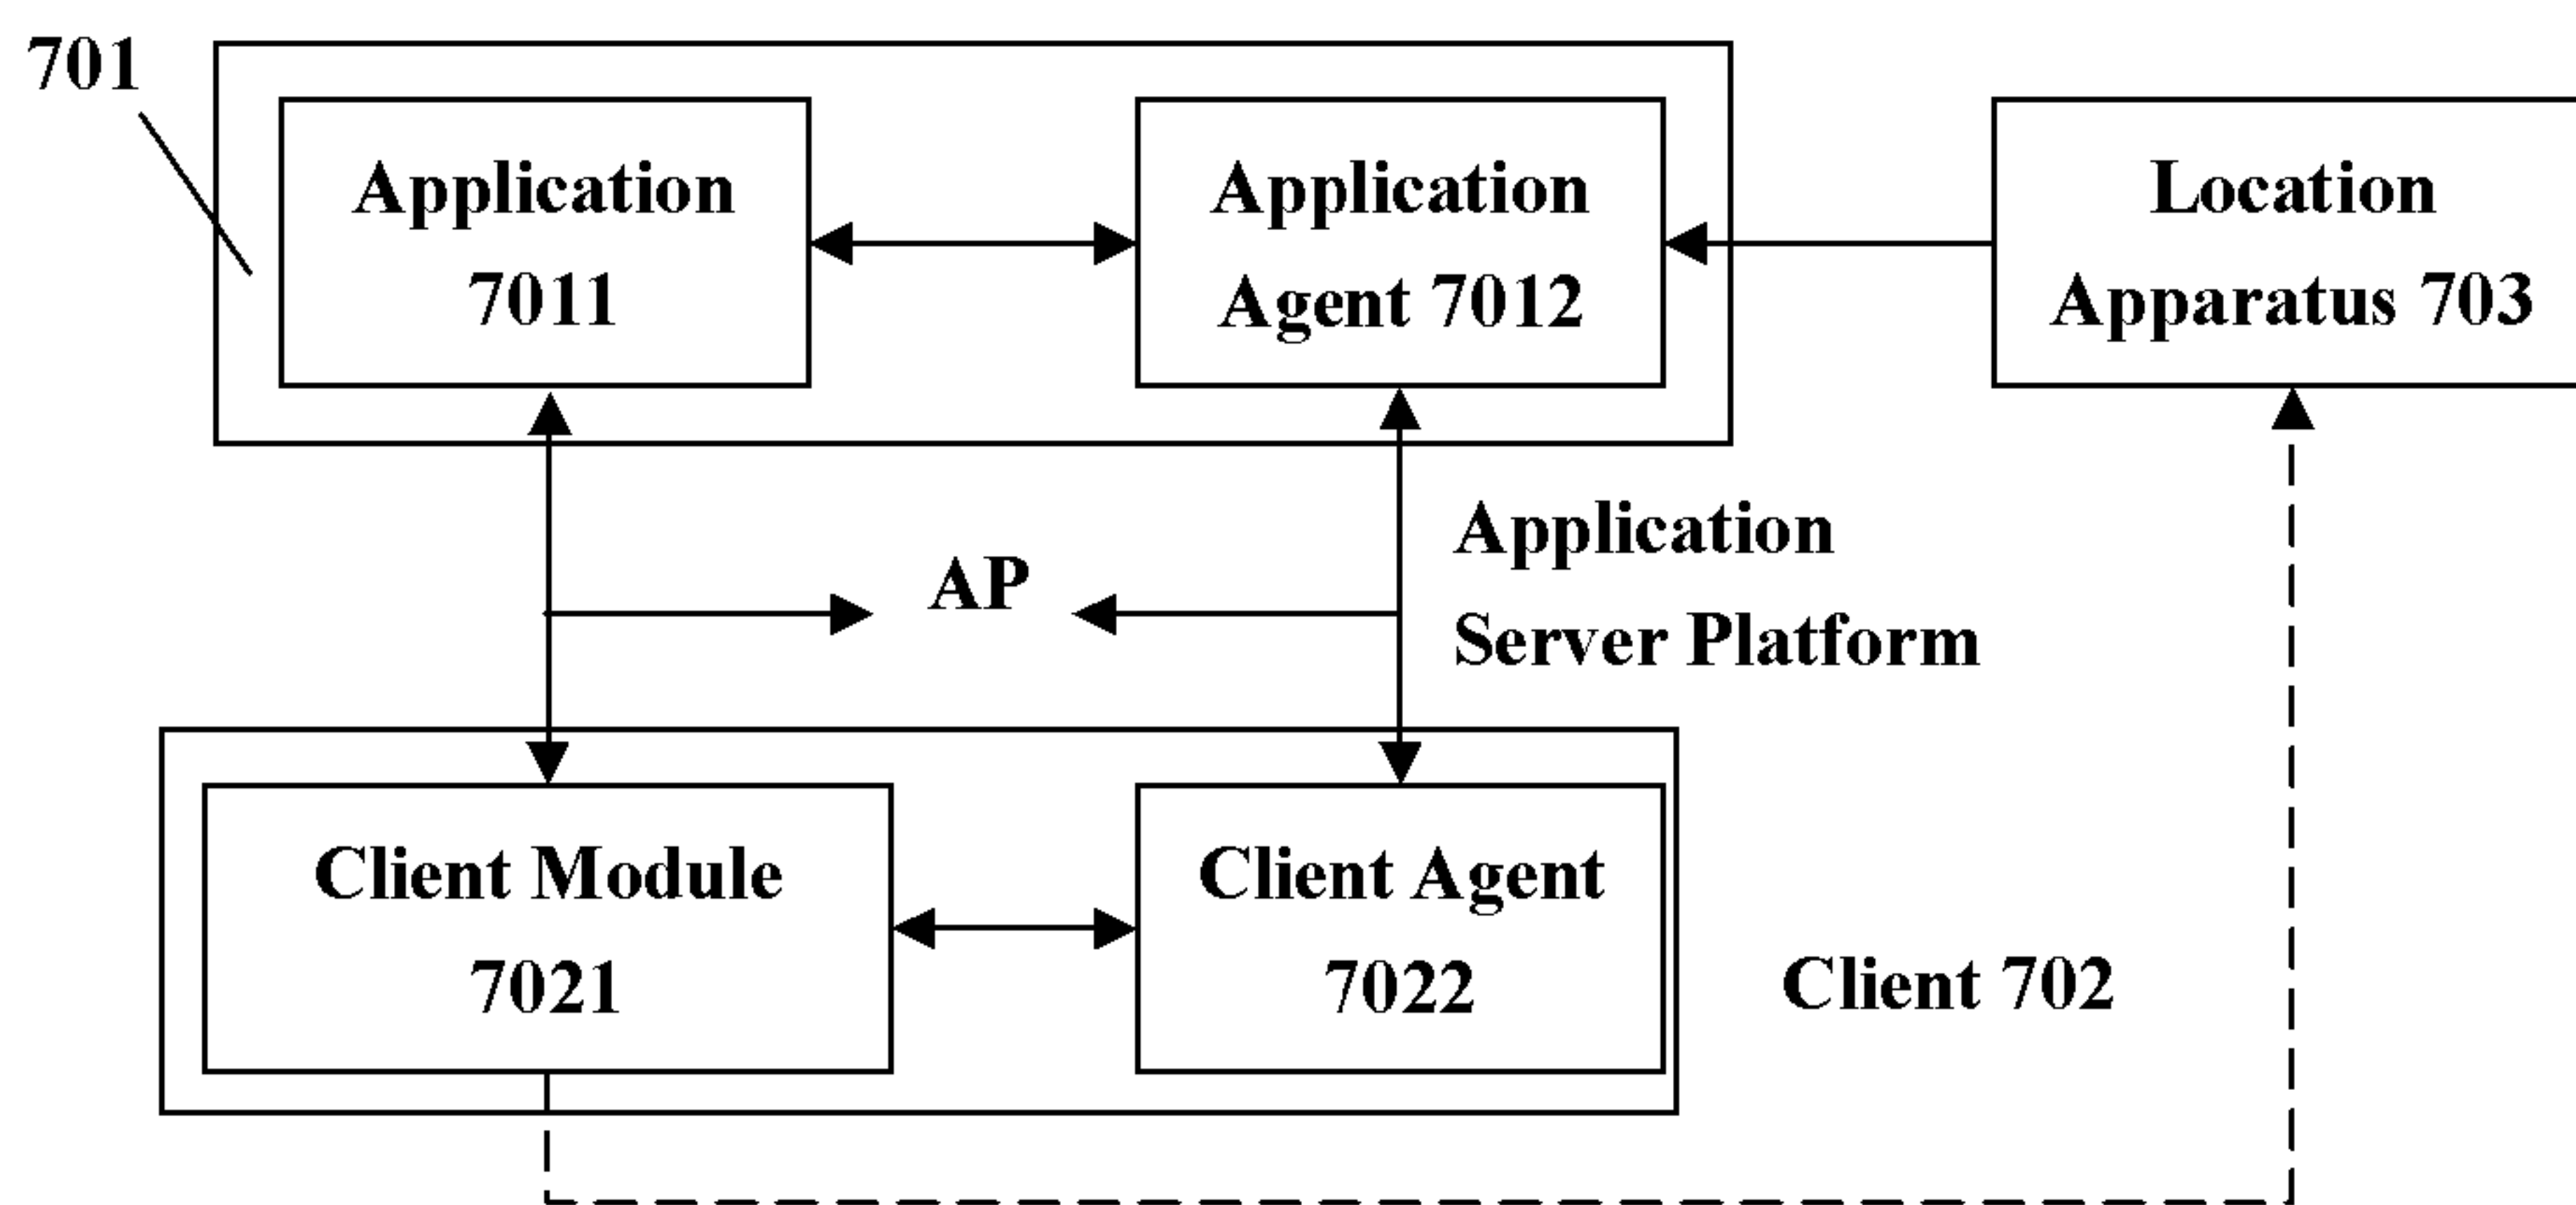 701
Application
7011
Application
Agent 7012
Location
Apparatus 703
AP
Application
Server Platform
Client Module
7021
Client Agent
7022
Client 702